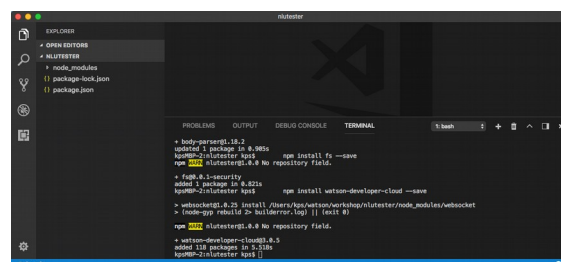 nlutester
EXPLORER
OPEN EDITORS
NLUTESTER
node_modules
{} package-lock.json
{} package.json
PROBLEMS OUTPUT DEBUG CONSOLE TERMINAL 1: bash
+ body-parser@1.18.2
updated 1 package in 0.905s
kpsMBP-2:nlutester kps$ npm install fs --save
npm WARN nlutester@1.0.0 No repository field.
+ fs@0.0.1-security
added 1 package in 0.821s
kpsMBP-2:nlutester kps$ npm install watson-developer-cloud --save
> websocket@1.0.25 install /Users/kps/watson/workshop/nlutester/node_modules/websocket
> (node-gyp rebuild 2> builderror.log) || (exit 0)
npm WARN nlutester@1.0.0 No repository field.
+ watson-developer-cloud@3.0.5
added 118 packages in 5.518s
kpsMBP-2:nlutester kps$